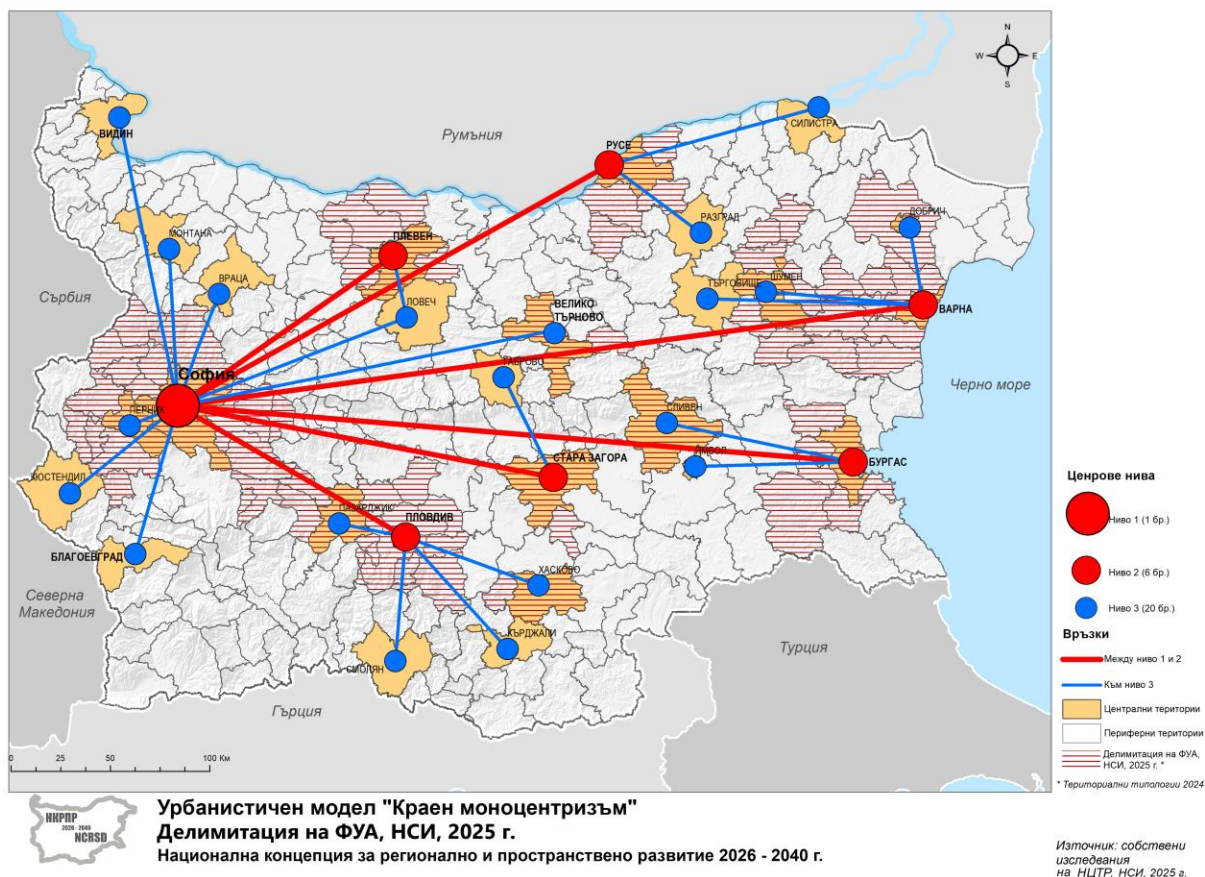 N
W E
S
Румъния
Сърбия
Черно море
Северна
Македония
Гърция
Турция
ВИДИН
СИЛИСТРА
РУСЕ
РАЗГРАД
ДОБРИЧ
МОНТАНА
ПЛЕВЕН
ВРАЦА
ТЪРГОВИЩЕ
ШУМЕН
ВАРНА
ЛОВЕЧ
ВЕЛИКО
ТЪРНОВО
ГАБРОВО
София
ПЕРНИК
СЛИВЕН
ЯМБОЛ
БУРГАС
СТАРА ЗАГОРА
КЮСТЕНДИЛ
ПАЗАРДЖИК
ПЛОВДИВ
БЛАГОЕВГРАД
ХАСКОВО
КЪРДЖАЛИ
СМОЛЯН
0 25 50 100 Км
Ценрове нива
Ниво 1 (1 бр.)
Ниво 2 (6 бр.)
Ниво 3 (20 бр.)
Връзки
Между ниво 1 и 2
Към ниво 3
Централни територии
Периферни територии
Делимитация на ФУА,
НСИ, 2025 г. *
* Териториални типологии 2024
НКРПР
2026 - 2040
NCRSD
Урбанистичен модел "Краен моноцентризъм"
Делимитация на ФУА, НСИ, 2025 г.
Национална концепция за регионално и пространствено развитие 2026 - 2040 г.
Източник: собствени
изследвания
на НЦТР, НСИ, 2025 г.